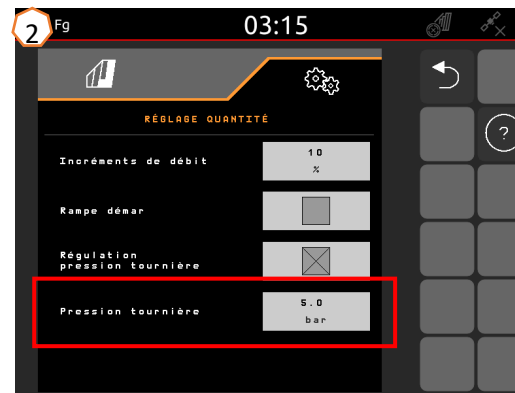 2
Fg
03:15
RÉGLAGE QUANTITÉ
Incréments de débit
10
%
Rampe démar
Régulation
pression tournière
Pression tournière
5.0
bar
?